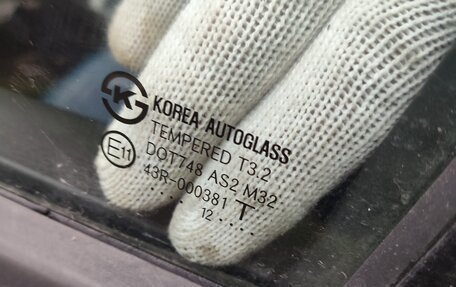 KOREA AUTOGLASS
TEMPERED T3.2
DOT748 AS2 M32
E11 43R-000381 T
..... 12 ....